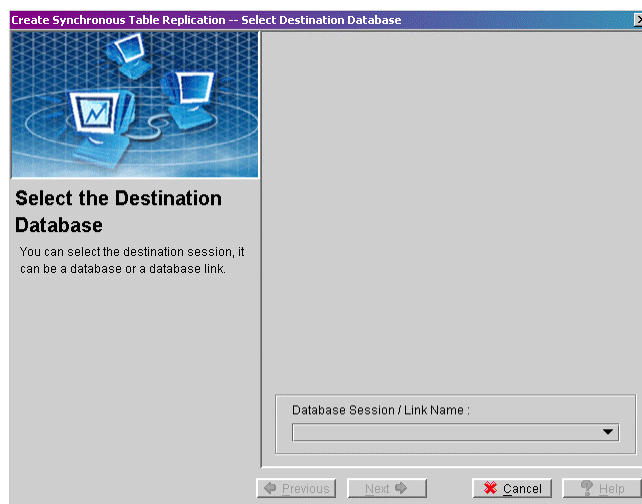 Create Synchronous Table Replication -- Select Destination Database
Select the Destination
Database
You can select the destination session, it
can be a database or a database link.
Database Session / Link Name :
Previous
Next
Cancel
Help